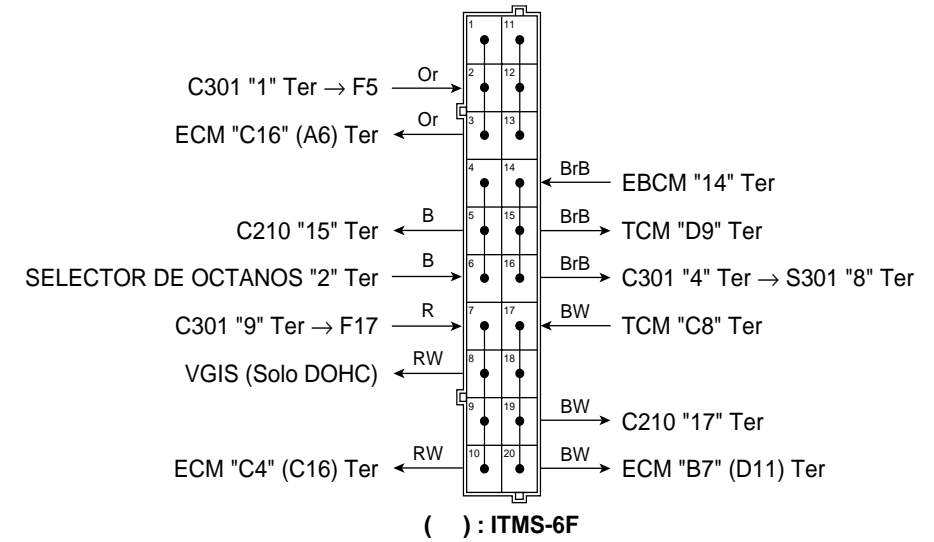 1 11
C301 "1" Ter → F5 Or 2 12
ECM "C16" (A6) Ter Or 3 13
4 14 BrB EBCM "14" Ter
C210 "15" Ter B 5 15 BrB TCM "D9" Ter
SELECTOR DE OCTANOS "2" Ter B 6 16 BrB C301 "4" Ter → S301 "8" Ter
C301 "9" Ter → F17 R 7 17 BW TCM "C8" Ter
VGIS (Solo DOHC) RW 8 18
9 19 BW C210 "17" Ter
ECM "C4" (C16) Ter RW 10 20 BW ECM "B7" (D11) Ter
( ) : ITMS-6F